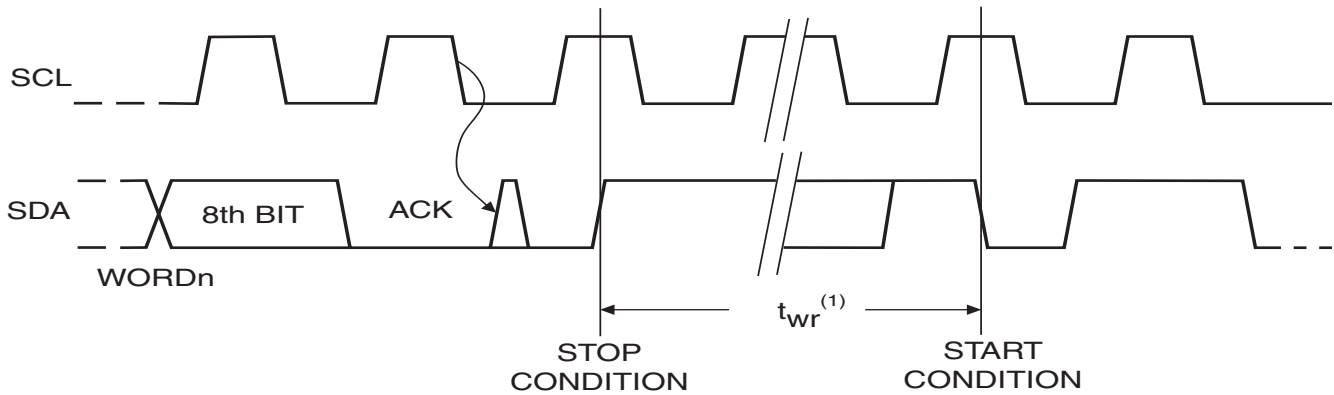 SCL
SDA
8th BIT
ACK
WORDn
twr(1)
STOP
CONDITION
START
CONDITION